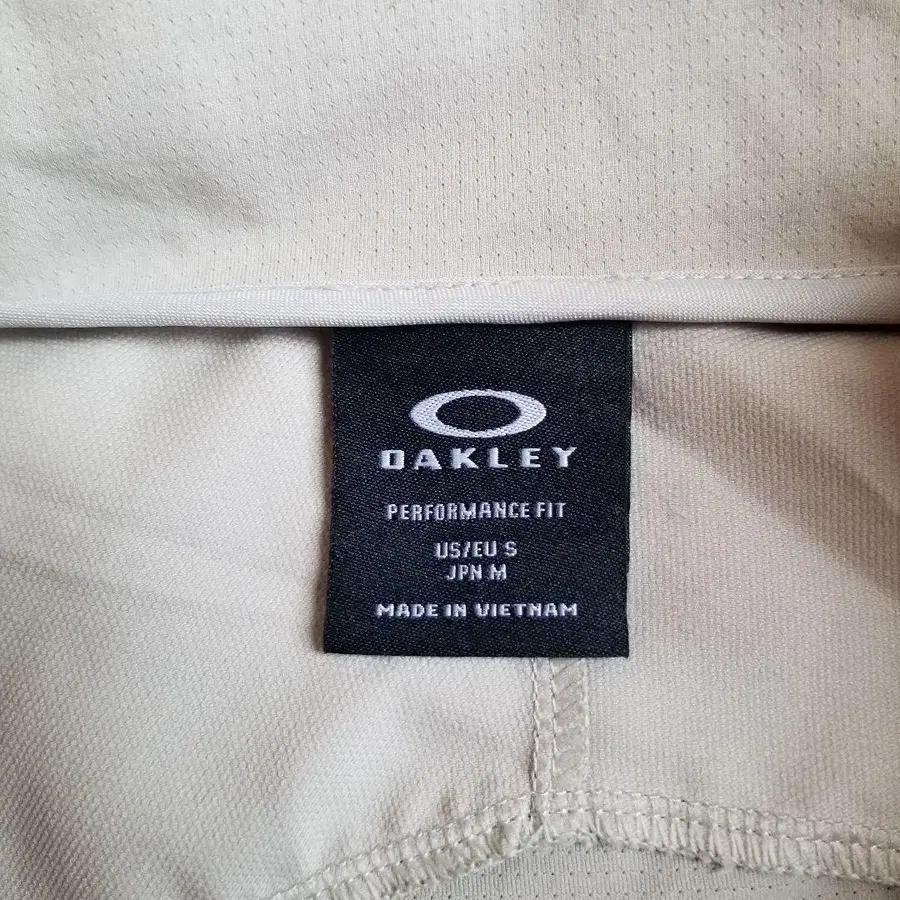 OAKLEY
PERFORMANCE FIT
US/EU S
JPN M
MADE IN VIETNAM